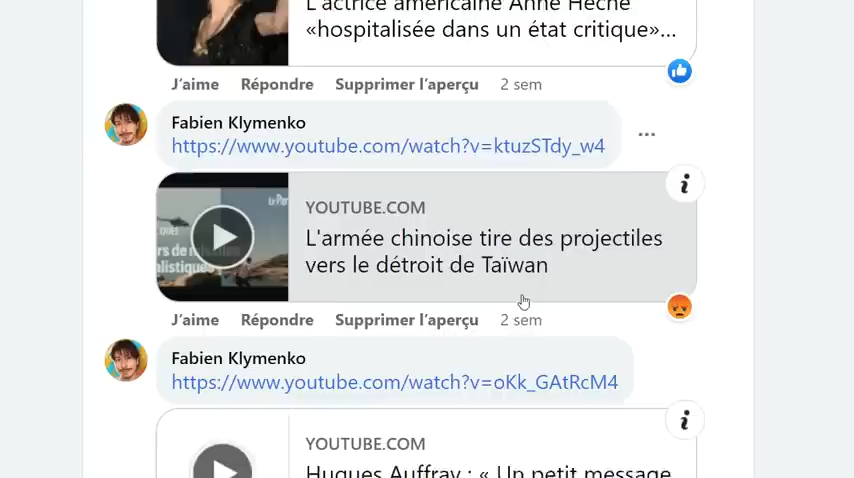 L'actrice américaine Anne Heche
«hospitalisée dans un état critique»...
J'aime Répondre Supprimer l'aperçu 2 sem
Fabien Klymenko
https://www.youtube.com/watch?v=ktuzSTdy_w4
YOUTUBE.COM
L'armée chinoise tire des projectiles
vers le détroit de Taïwan
J'aime Répondre Supprimer l'aperçu 2 sem
Fabien Klymenko
https://www.youtube.com/watch?v=oKk_GAtRcM4
YOUTUBE.COM
Hugues Auffray : « Un petit message